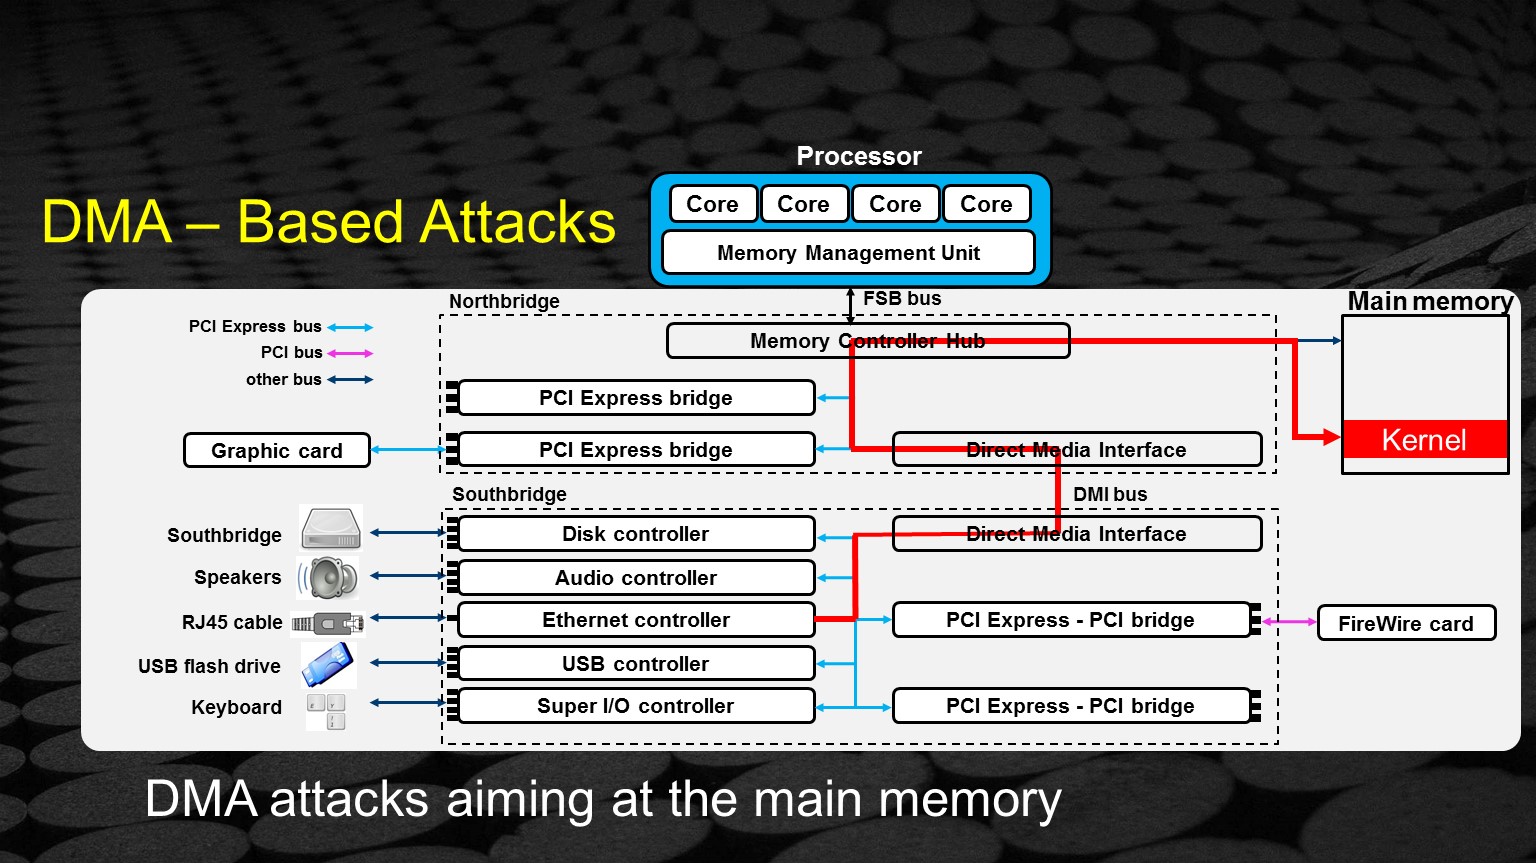 Processor
Core Core Core Core
DMA – Based Attacks
Memory Management Unit
Northbridge
FSB bus
Main memory
PCI Express bus
PCI bus
other bus
Memory Controller Hub
PCI Express bridge
Graphic card
PCI Express bridge
Direct Media Interface
Kernel
Southbridge
DMI bus
Southbridge
Disk controller
Direct Media Interface
Speakers
Audio controller
RJ45 cable
Ethernet controller
PCI Express - PCI bridge
FireWire card
USB flash drive
USB controller
Keyboard
Super I/O controller
PCI Express - PCI bridge
DMA attacks aiming at the main memory